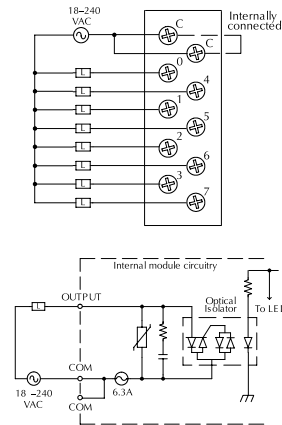 18–240
VAC
C
Internally
connected
C
0
L
4
L
1
L
5
L
2
L
6
L
3
L
7
L
L
Internal module circuitry
OUTPUT
Optical
Isolator
L
To LED
COM
6.3A
18 –240
VAC
COM